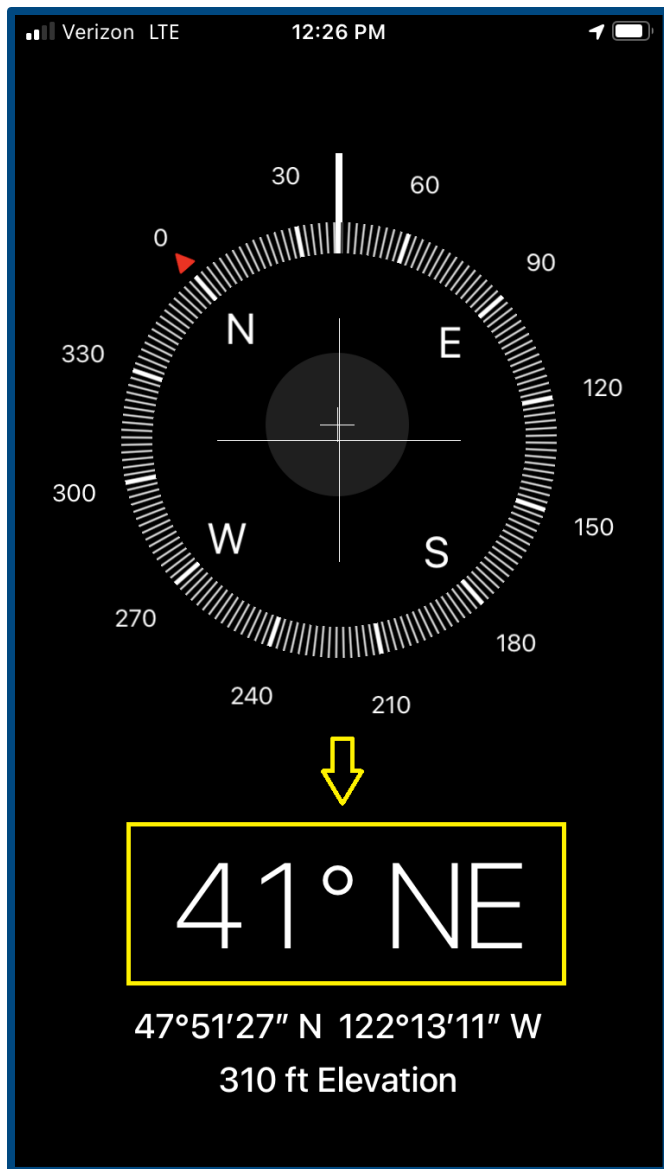 Verizon LTE 12:26 PM
30 60
0 90
N E
330 120
300 150
W S
270 180
240 210
41° NE
47°51′27″ N 122°13′11″ W
310 ft Elevation